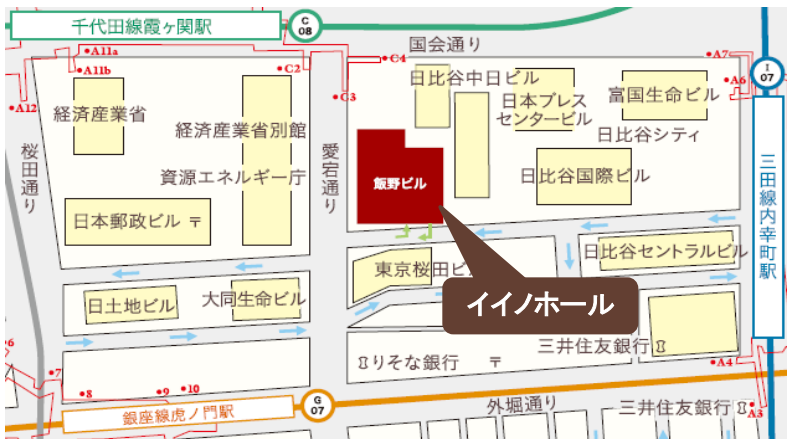 千代田線霞ヶ関駅
C
08
国会通り
A11a
A11b
C2
C4
A7
A6
I
07
A12
C3
経済産業省
日比谷中日ビル
日本プレス
センタービル
富国生命ビル
経済産業省別館
日比谷シティ
桜田通り
愛宕通り
資源エネルギー庁
飯野ビル
日比谷国際ビル
三田線内幸町駅
日本郵政ビル 〒
東京桜田ビ
日比谷セントラルビル
日土地ビル
大同生命ビル
イイノホール
三井住友銀行
りそな銀行
〒
A4
6
7
8
9
10
銀座線虎ノ門駅
G
07
外堀通り
三井住友銀行
A3